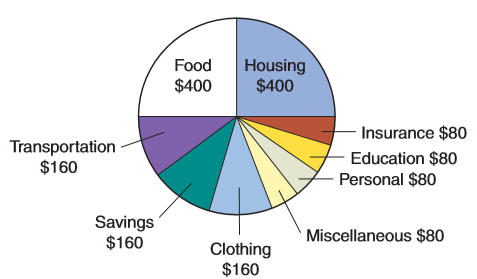 Food
$400
Housing
$400
Insurance $80
Education $80
Personal $80
Miscellaneous $80
Clothing
$160
Savings
$160
Transportation
$160